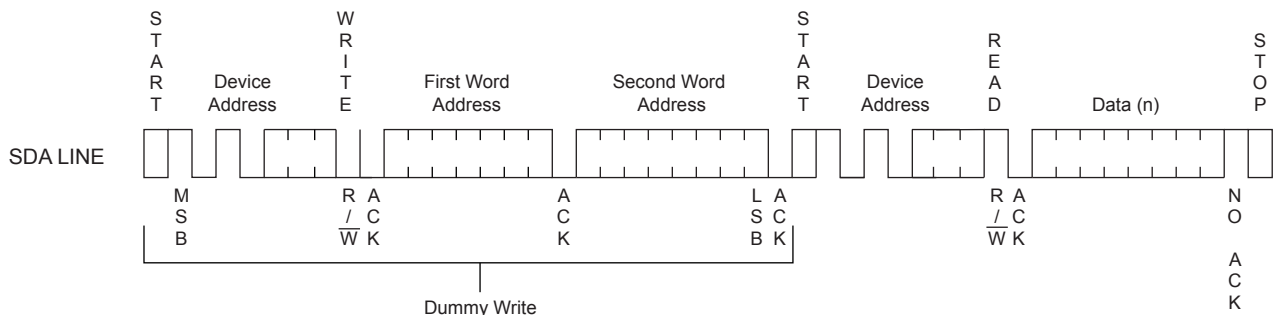 START
WRITE
START
READ
STOP
Device
Address
First Word
Address
Second Word
Address
Device
Address
Data (n)
SDA LINE
MSB
R/W
ACK
ACK
LSB
ACK
R/W
ACK
NO ACK
Dummy Write